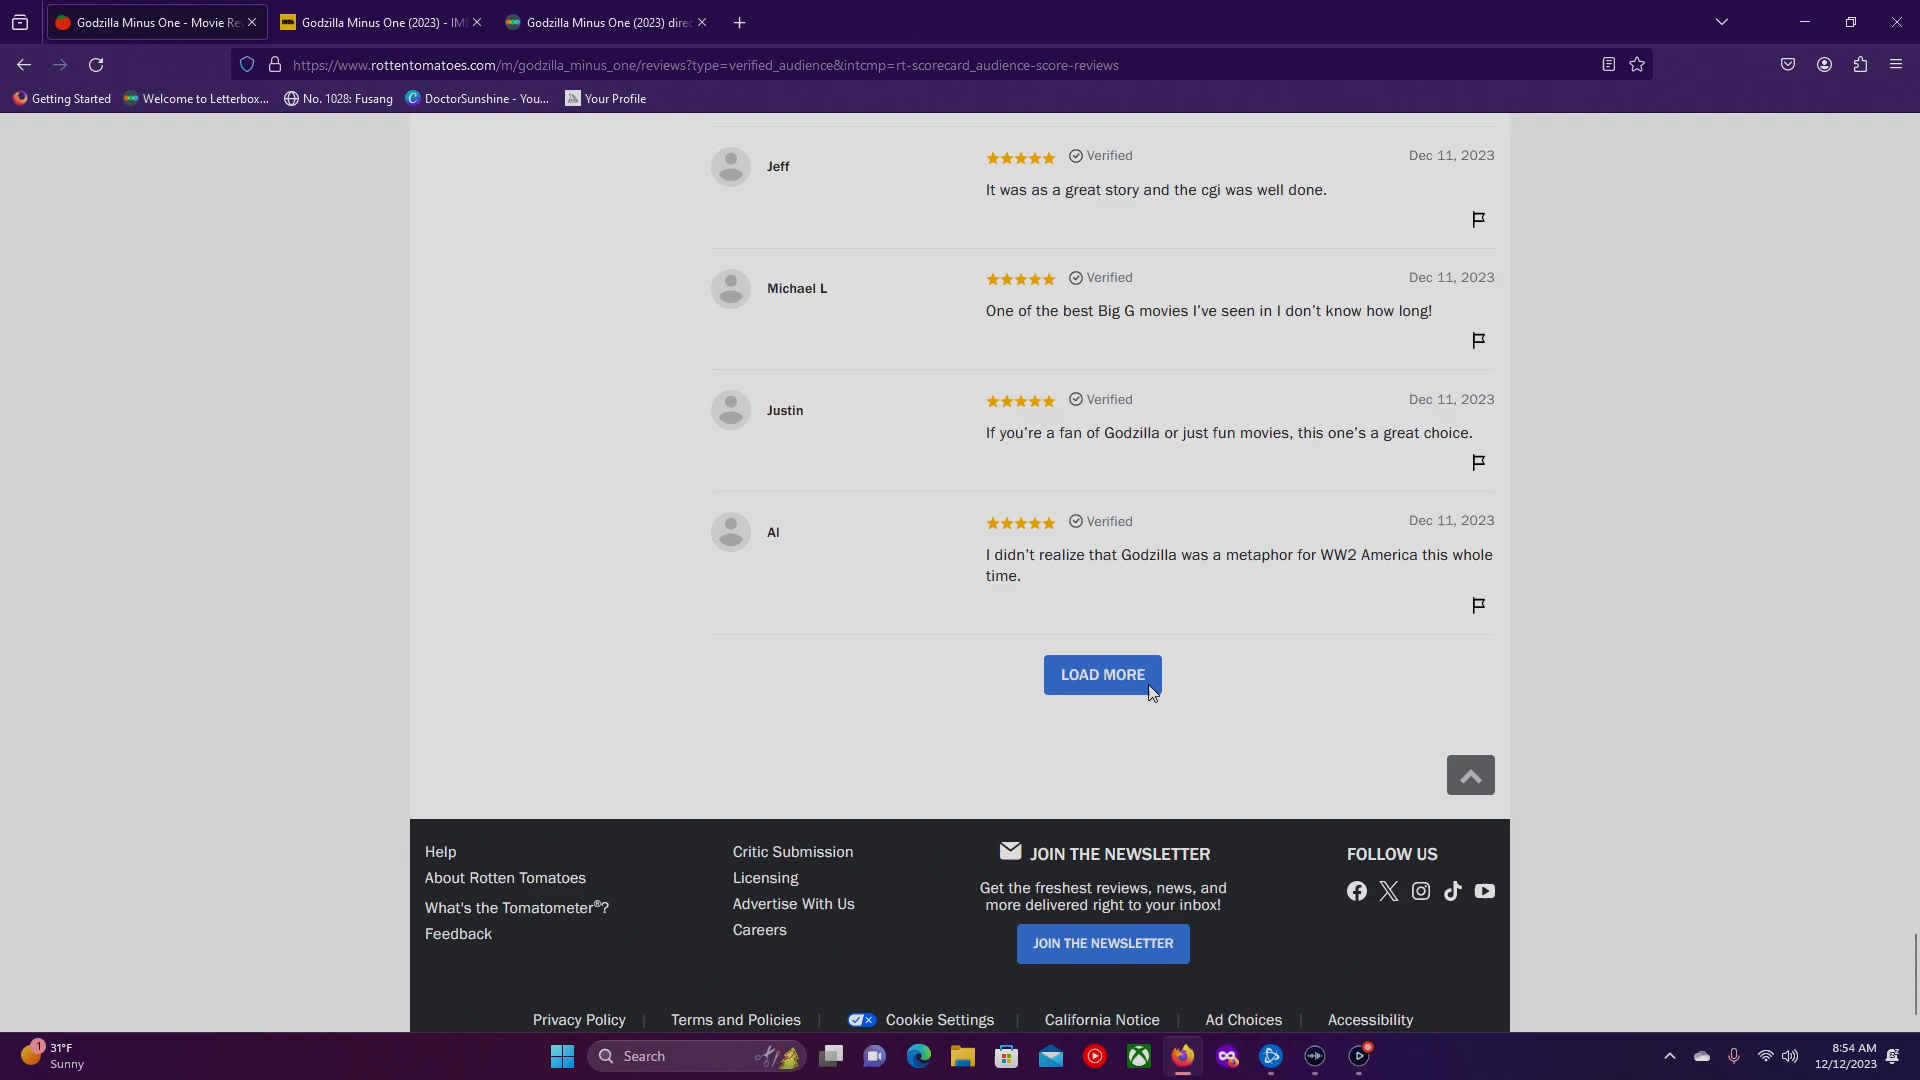 Godzilla Minus One - Movie Re
Godzilla Minus One (2023) - IM
Godzilla Minus One (2023) dire
https://www.rottentomatoes.com/m/godzilla_minus_one/reviews?type=verified_audience&intcmp=rt-scorecard_audience-score-reviews
Getting Started
Welcome to Letterbox...
No. 1028: Fusang
DoctorSunshine - You...
Your Profile
Jeff
Verified
Dec 11, 2023
It was as a great story and the cgi was well done.
Michael L
Verified
Dec 11, 2023
One of the best Big G movies I’ve seen in I don’t know how long!
Justin
Verified
Dec 11, 2023
If you’re a fan of Godzilla or just fun movies, this one’s a great choice.
Al
Verified
Dec 11, 2023
I didn’t realize that Godzilla was a metaphor for WW2 America this whole
time.
LOAD MORE
Help
About Rotten Tomatoes
What's the Tomatometer®?
Feedback
Critic Submission
Licensing
Advertise With Us
Careers
JOIN THE NEWSLETTER
Get the freshest reviews, news, and
more delivered right to your inbox!
JOIN THE NEWSLETTER
FOLLOW US
Privacy Policy
Terms and Policies
Cookie Settings
California Notice
Ad Choices
Accessibility
1
31°F
Sunny
Search
8:54 AM
12/12/2023